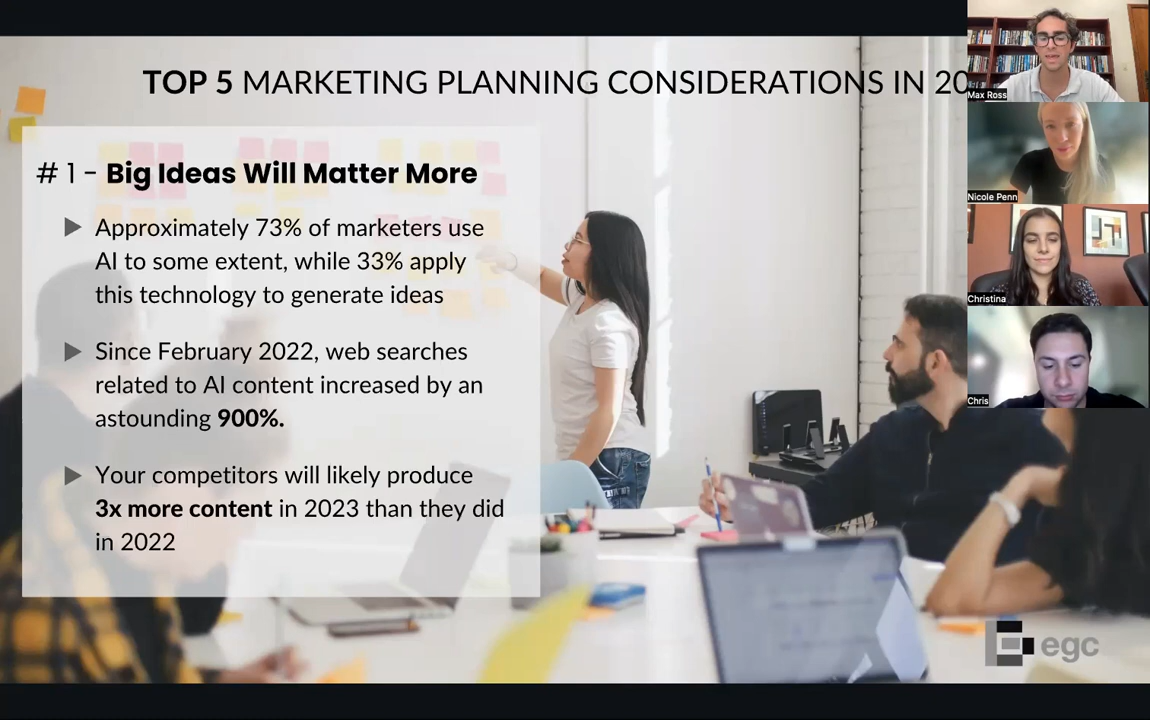 TOP 5 MARKETING PLANNING CONSIDERATIONS IN 20
# 1 - Big Ideas Will Matter More
Approximately 73% of marketers use
AI to some extent, while 33% apply
this technology to generate ideas
Since February 2022, web searches
related to AI content increased by an
astounding 900%.
Your competitors will likely produce
3x more content in 2023 than they did
in 2022
egc
Max Ross
Nicole Penn
Christina
Chris